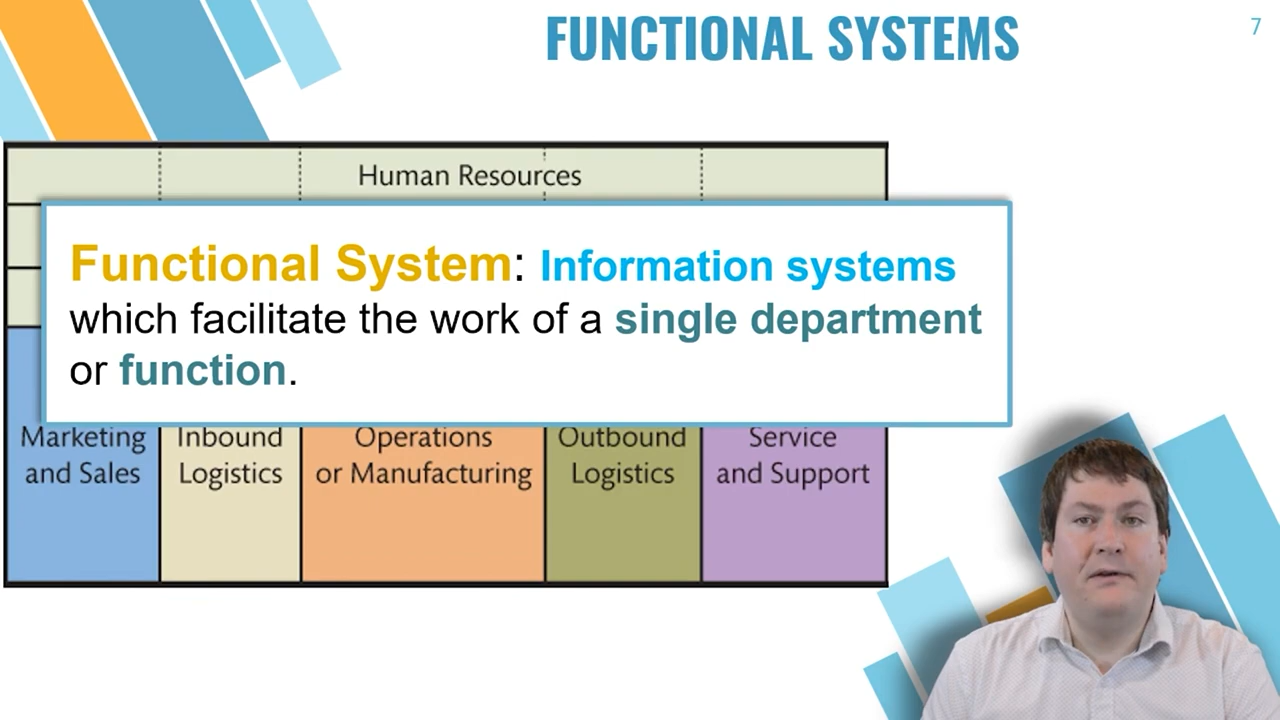 FUNCTIONAL SYSTEMS
7
Human Resources
Functional System: Information systems
which facilitate the work of a single department
or function.
Marketing
and Sales
Inbound
Logistics
Operations
or Manufacturing
Outbound
Logistics
Service
and Support